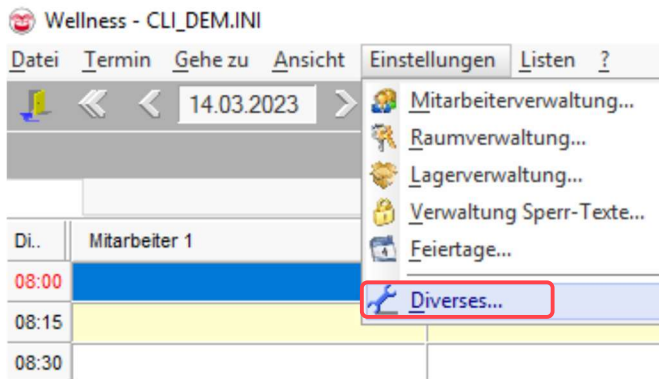 Wellness - CLI_DEM.INI
Datei Termin Gehe zu Ansicht Einstellungen Listen ?
14.03.2023
Mitarbeiterverwaltung...
Raumverwaltung...
Lagerverwaltung...
Verwaltung Sperr-Texte...
Feiertage...
Diverses...
Di.. Mitarbeiter 1
08:00
08:15
08:30